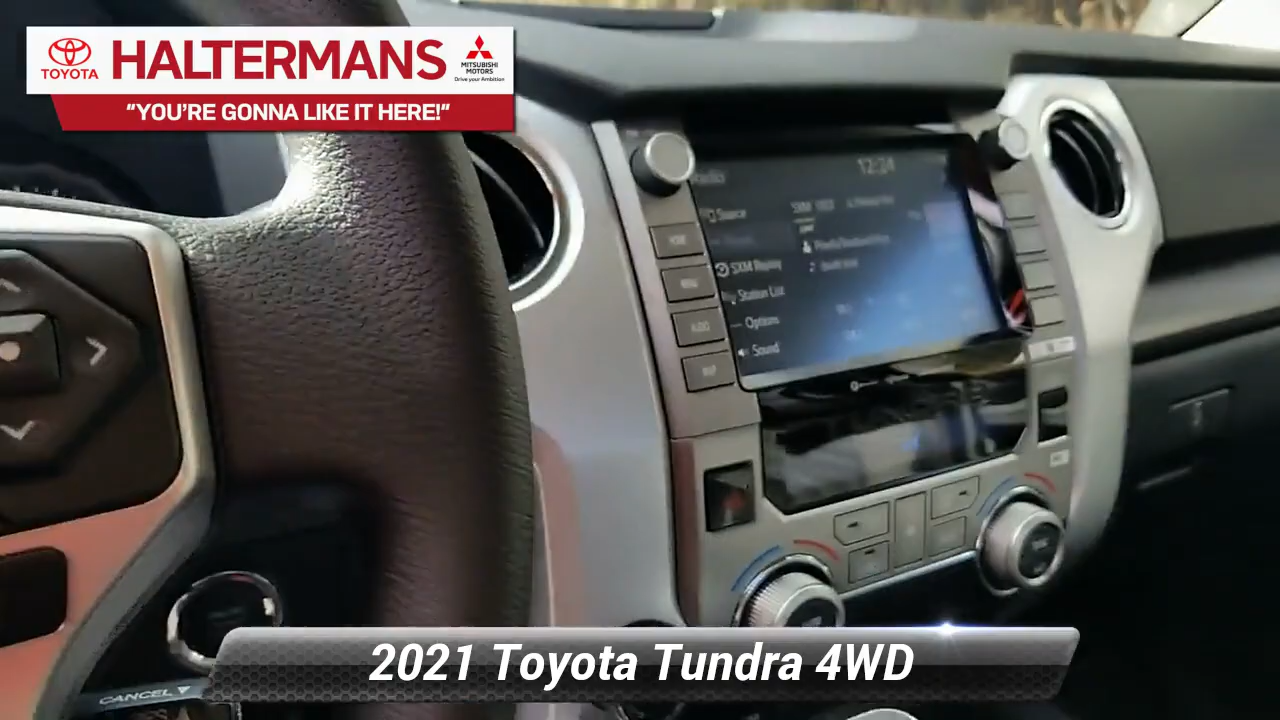 TOYOTA
HALTERMANS
MITSUBISHI
MOTORS
Drive your Ambition
"YOU'RE GONNA LIKE IT HERE!"
12:24
Source
SXM
SXM Replay
Station List
Options
Sound
HOME
MENU
AUDIO
MAP
CANCEL
2021 Toyota Tundra 4WD